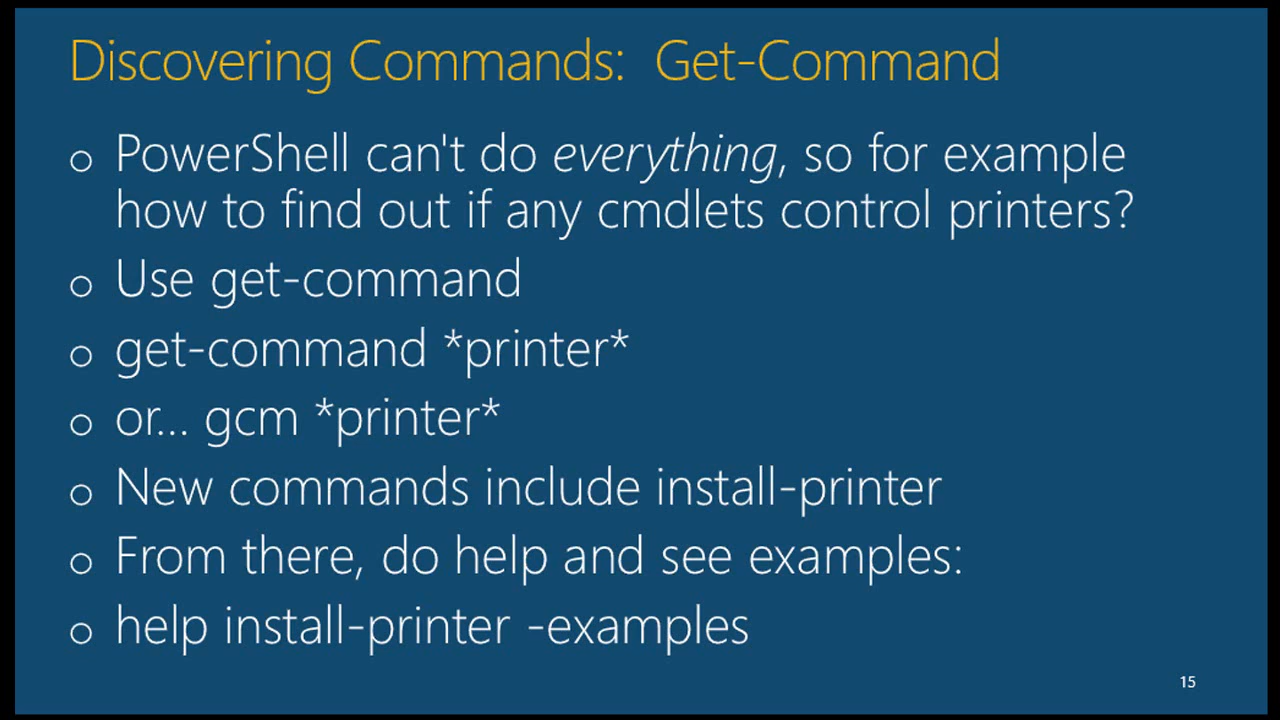 Discovering Commands: Get-Command
o PowerShell can't do everything, so for example
how to find out if any cmdlets control printers?
o Use get-command
o get-command *printer*
o or... gcm *printer*
o New commands include install-printer
o From there, do help and see examples:
o help install-printer -examples
15